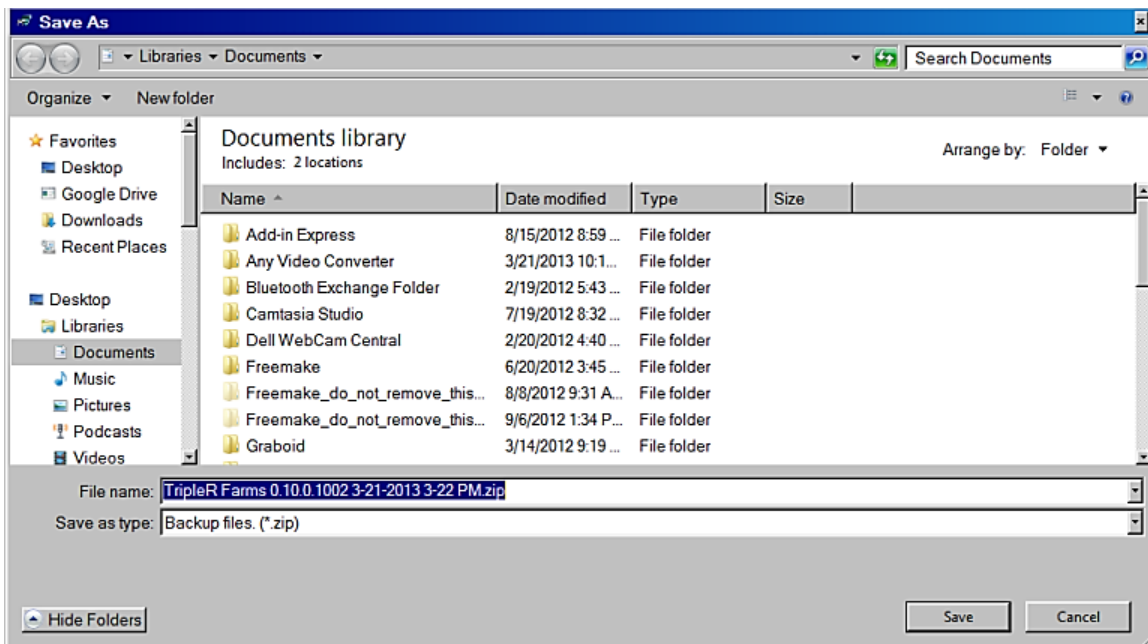 Save As
Libraries Documents
Search Documents
Organize New folder
Favorites
Desktop
Google Drive
Downloads
Recent Places
Desktop
Libraries
Documents
Music
Pictures
Podcasts
Videos
Documents library
Includes: 2 locations
Arrange by: Folder
Name Date modified Type Size
Add-in Express 8/15/2012 8:59 ... File folder
Any Video Converter 3/21/2013 10:1... File folder
Bluetooth Exchange Folder 2/19/2012 5:43 ... File folder
Camtasia Studio 7/19/2012 8:32 ... File folder
Dell WebCam Central 2/20/2012 4:40 ... File folder
Freemake 6/20/2012 3:45 ... File folder
Freemake_do_not_remove_this... 8/8/2012 9:31 A... File folder
Freemake_do_not_remove_this... 9/6/2012 1:34 P... File folder
Graboid 3/14/2012 9:19 ... File folder
File name: TripleR Farms 0.10.0.1002 3-21-2013 3-22 PM.zip
Save as type: Backup files. (*.zip)
Hide Folders
Save Cancel